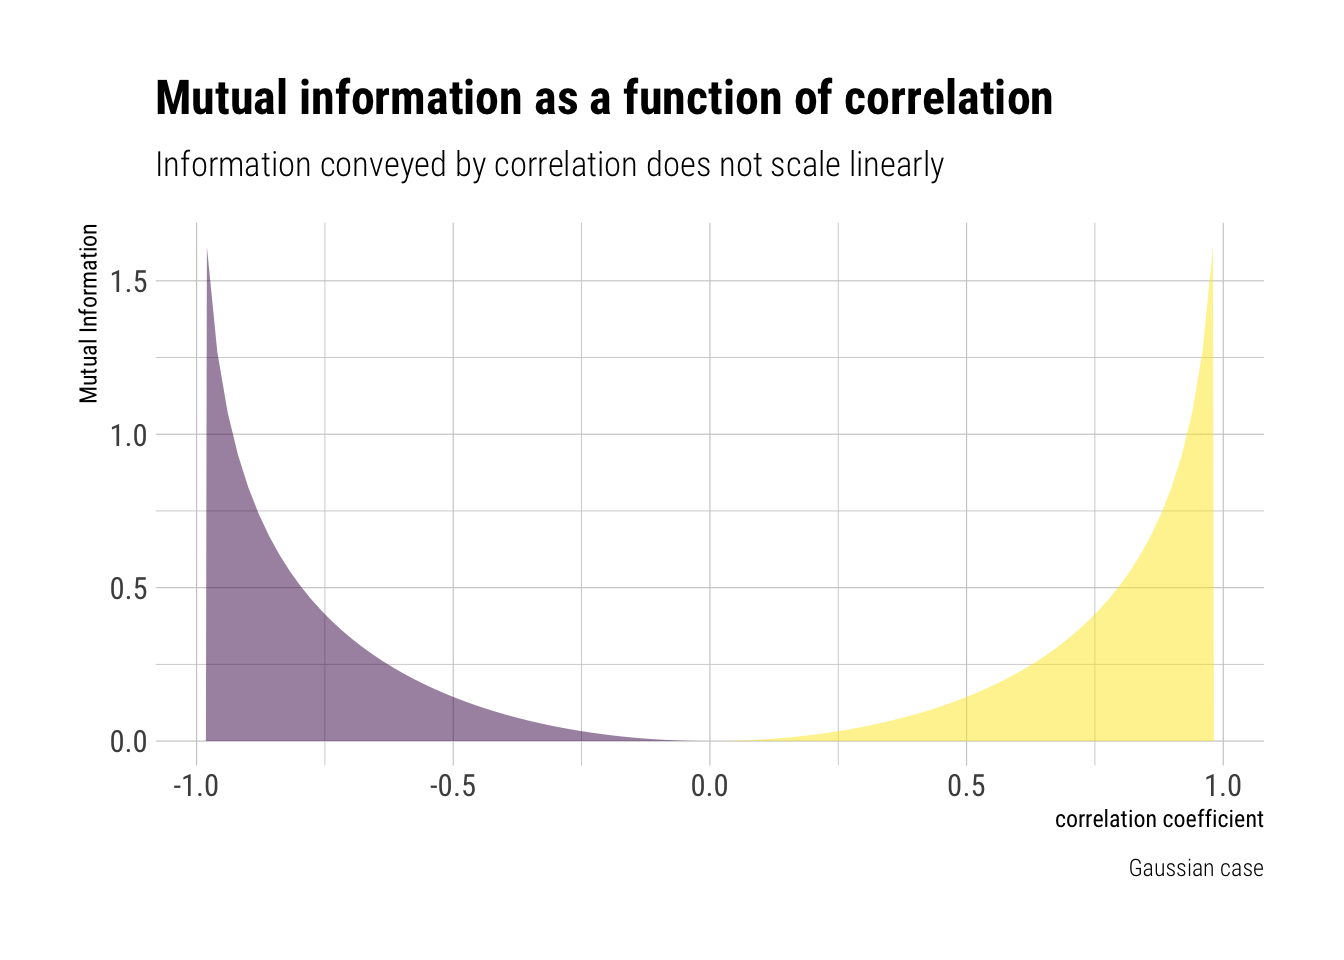 Mutual information as a function of correlation
Information conveyed by correlation does not scale linearly
Mutual Information
1.5
1.0
0.5
0.0
-1.0 -0.5 0.0 0.5 1.0
correlation coefficient
Gaussian case